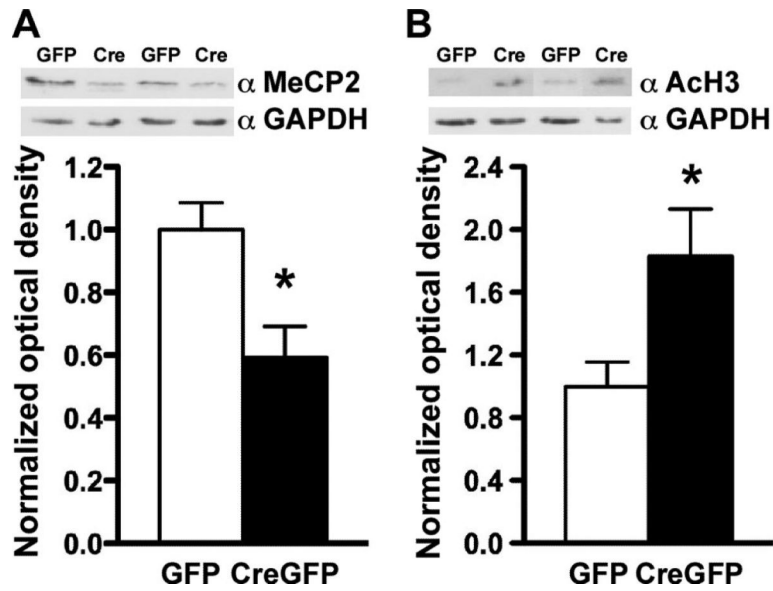 A
GFP Cre GFP Cre
α MeCP2
α GAPDH
Normalized optical density
1.2
1.0
0.8
0.6
0.4
0.2
0.0
*
GFP CreGFP
B
GFP Cre GFP Cre
α AcH3
α GAPDH
Normalized optical density
2.4
2.0
1.6
1.2
0.8
0.4
0.0
*
GFP CreGFP